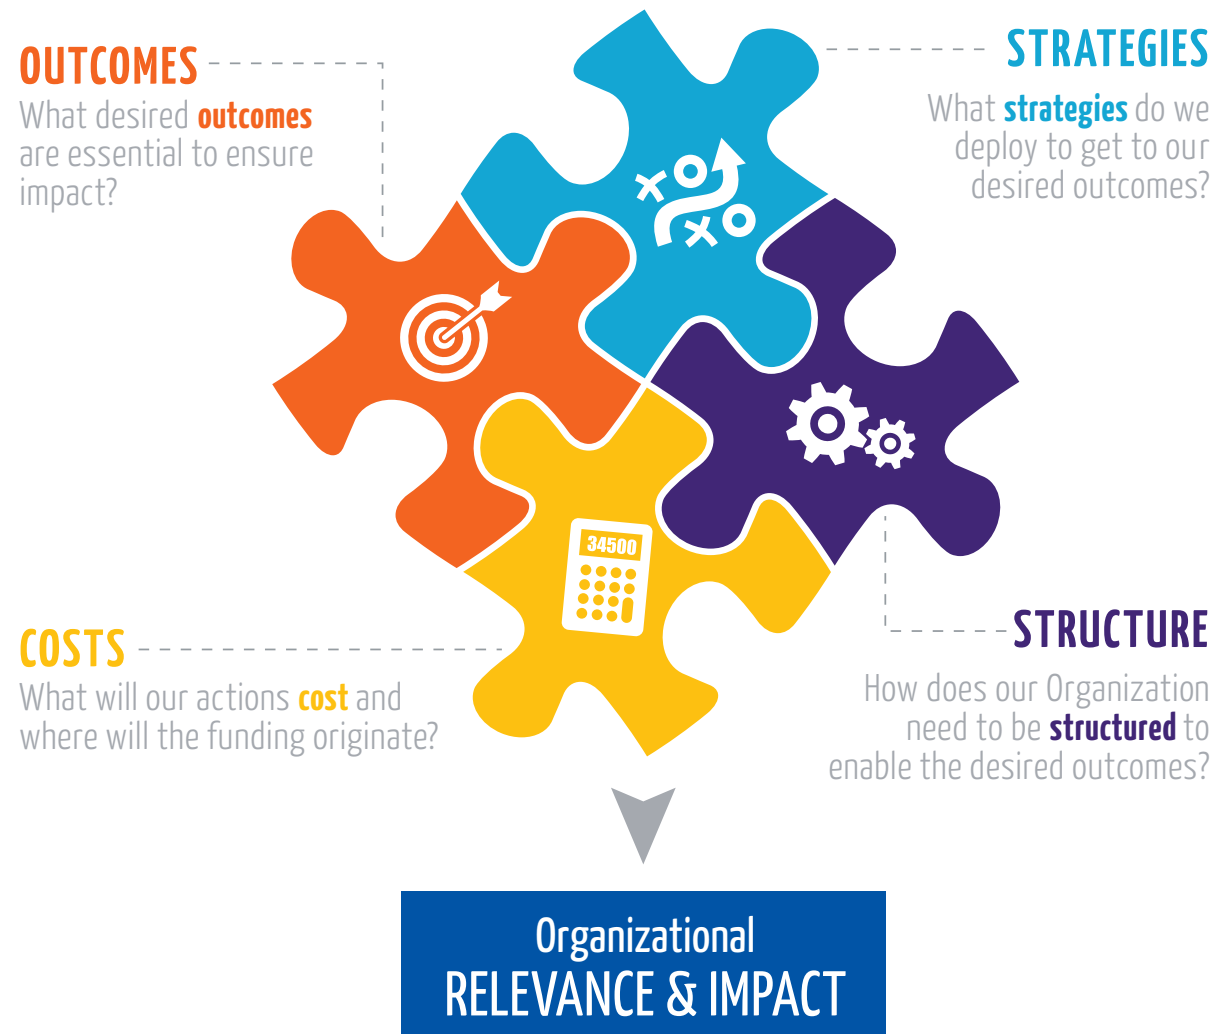 OUTCOMES
What desired outcomes
are essential to ensure
impact?
STRATEGIES
What strategies do we
deploy to get to our
desired outcomes?
34500
COSTS
What will our actions cost and
where will the funding originate?
STRUCTURE
How does our Organization
need to be structured to
enable the desired outcomes?
Organizational
RELEVANCE & IMPACT